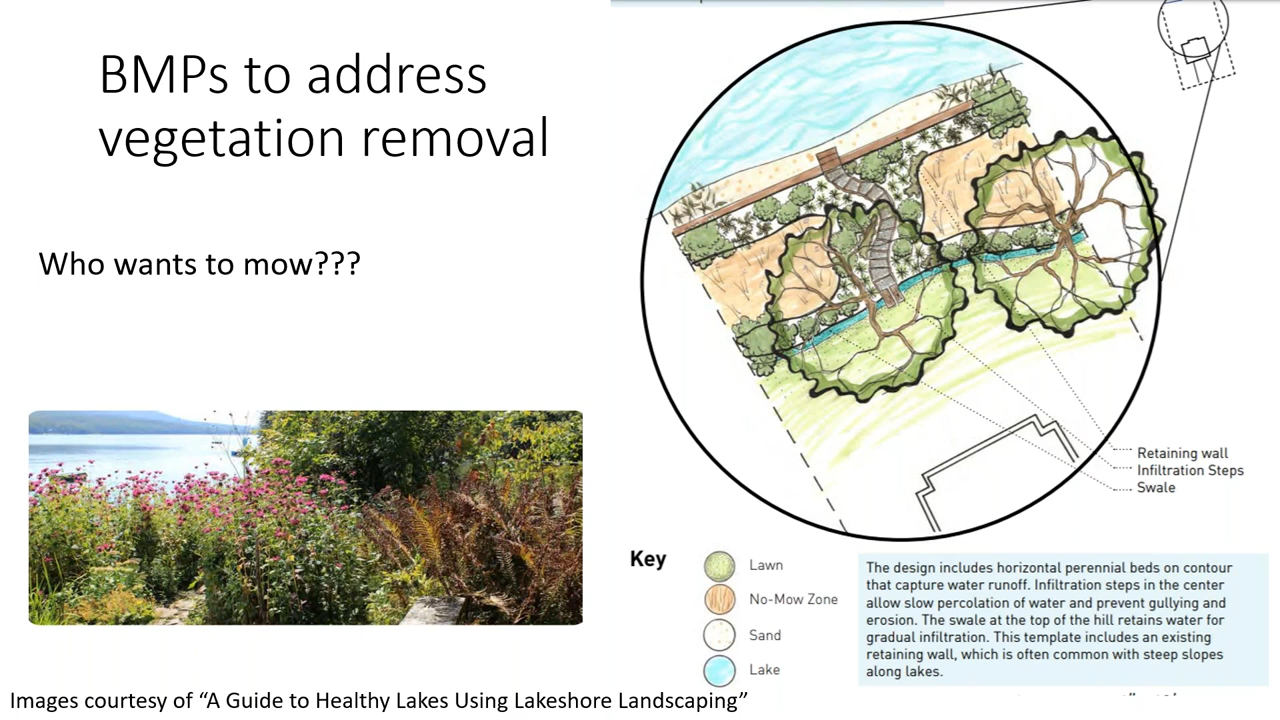 BMPs to address
vegetation removal
Who wants to mow???
Retaining wall
Infiltration Steps
Swale
Key
Lawn
No-Mow Zone
Sand
Lake
The design includes horizontal perennial beds on contour
that capture water runoff. Infiltration steps in the center
allow slow percolation of water and prevent gullying and
erosion. The swale at the top of the hill retains water for
gradual infiltration. This template includes an existing
retaining wall, which is often common with steep slopes
along lakes.
Images courtesy of “A Guide to Healthy Lakes Using Lakeshore Landscaping”